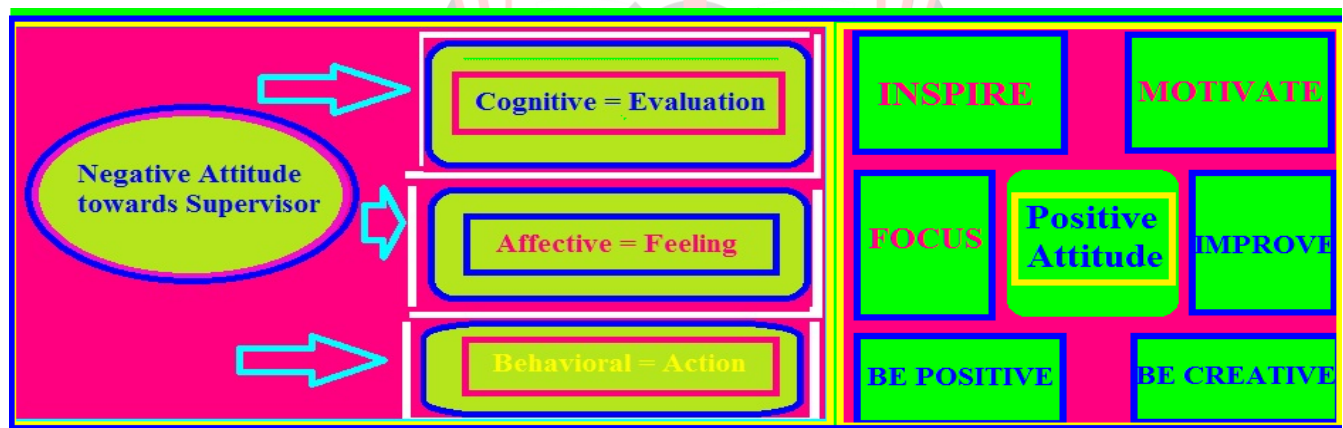 Negative Attitude
towards Supervisor
Cognitive = Evaluation
Affective = Feeling
Behavioral = Action
INSPIRE
MOTIVATE
FOCUS
Positive
Attitude
IMPROVE
BE POSITIVE
BE CREATIVE